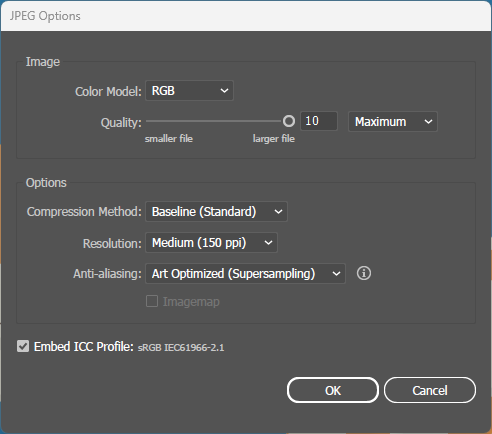 JPEG Options
Image
Color Model: RGB
Quality: 10 Maximum
smaller file larger file
Options
Compression Method: Baseline (Standard)
Resolution: Medium (150 ppi)
Anti-aliasing: Art Optimized (Supersampling)
Imagemap
Embed ICC Profile: sRGB IEC61966-2.1
OK Cancel